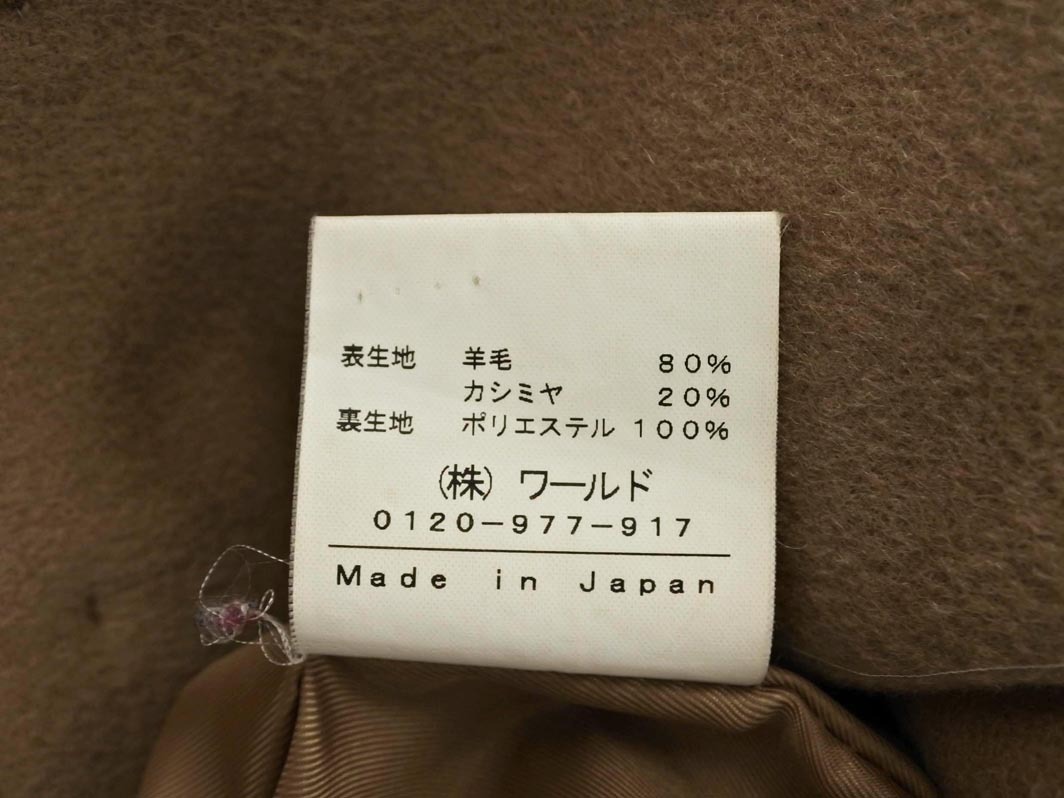 表生地 羊毛 80%
カシミヤ 20%
裏生地 ポリエステル 100%
(株) ワールド
0120-977-917
Made in Japan